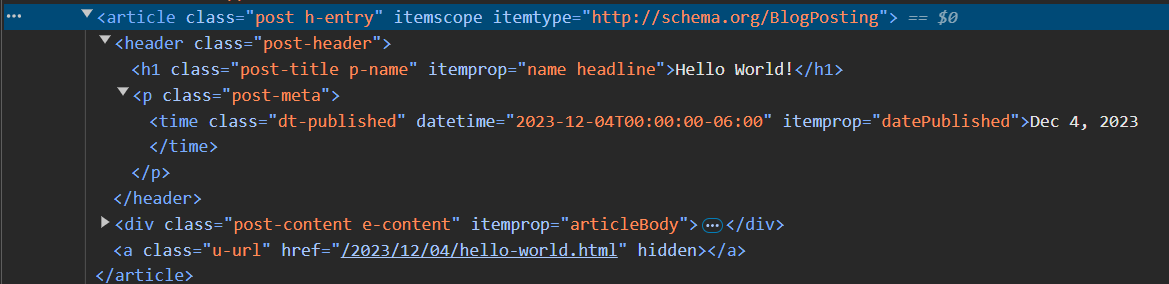 <article class="post h-entry" itemscope itemtype="http://schema.org/BlogPosting"> == $0
<header class="post-header">
<h1 class="post-title p-name" itemprop="name headline">Hello World!</h1>
<p class="post-meta">
<time class="dt-published" datetime="2023-12-04T00:00:00-06:00" itemprop="datePublished">Dec 4, 2023
</time>
</p>
</header>
<div class="post-content e-content" itemprop="articleBody">…</div>
<a class="u-url" href="/2023/12/04/hello-world.html" hidden></a>
</article>